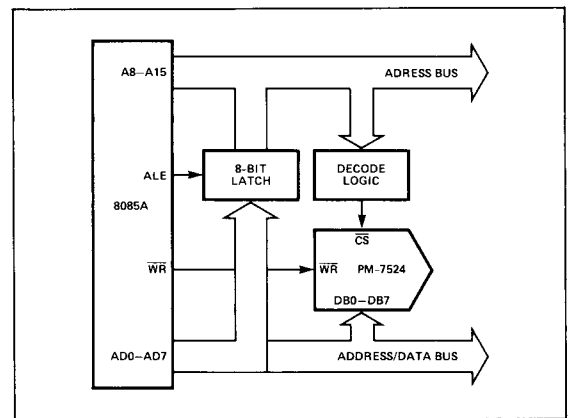 A8–A15
ADRESS BUS
ALE
8-BIT
LATCH
DECODE
LOGIC
8085A
CS
WR
WR
PM-7524
DB0–DB7
AD0–AD7
ADDRESS/DATA BUS